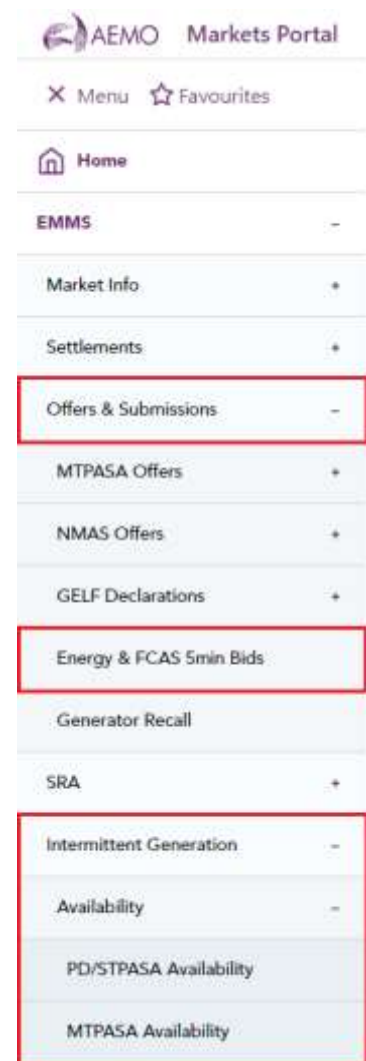 AEMO Markets Portal
Menu Favourites
Home
EMMS -
Market Info +
Settlements +
Offers & Submissions -
MTPASA Offers +
NMAS Offers +
GELF Declarations +
Energy & FCAS 5min Bids
Generator Recall
SRA +
Intermittent Generation -
Availability -
PD/STPASA Availability
MTPASA Availability